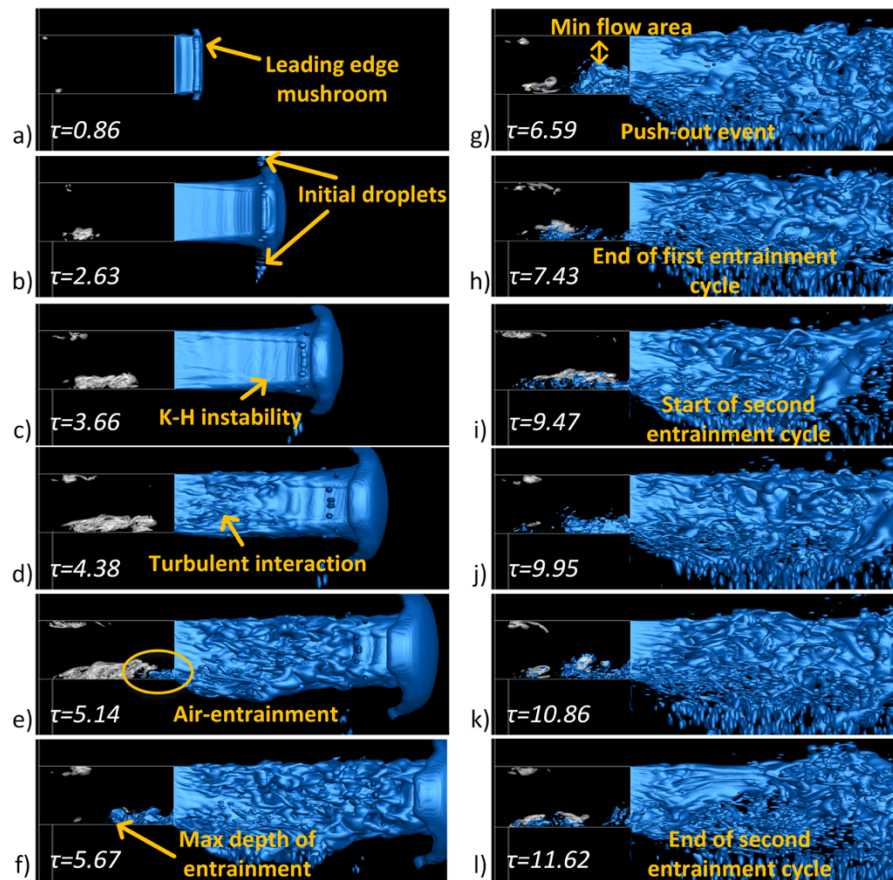 a)
τ=0.86
Leading edge
mushroom
b)
τ=2.63
Initial droplets
c)
τ=3.66
K-H instability
d)
τ=4.38
Turbulent interaction
e)
τ=5.14
Air-entrainment
f)
τ=5.67
Max depth of
entrainment
g)
τ=6.59
Min flow area
Push-out event
h)
τ=7.43
End of first entrainment
cycle
i)
τ=9.47
Start of second
entrainment cycle
j)
τ=9.95
k)
τ=10.86
l)
τ=11.62
End of second
entrainment cycle